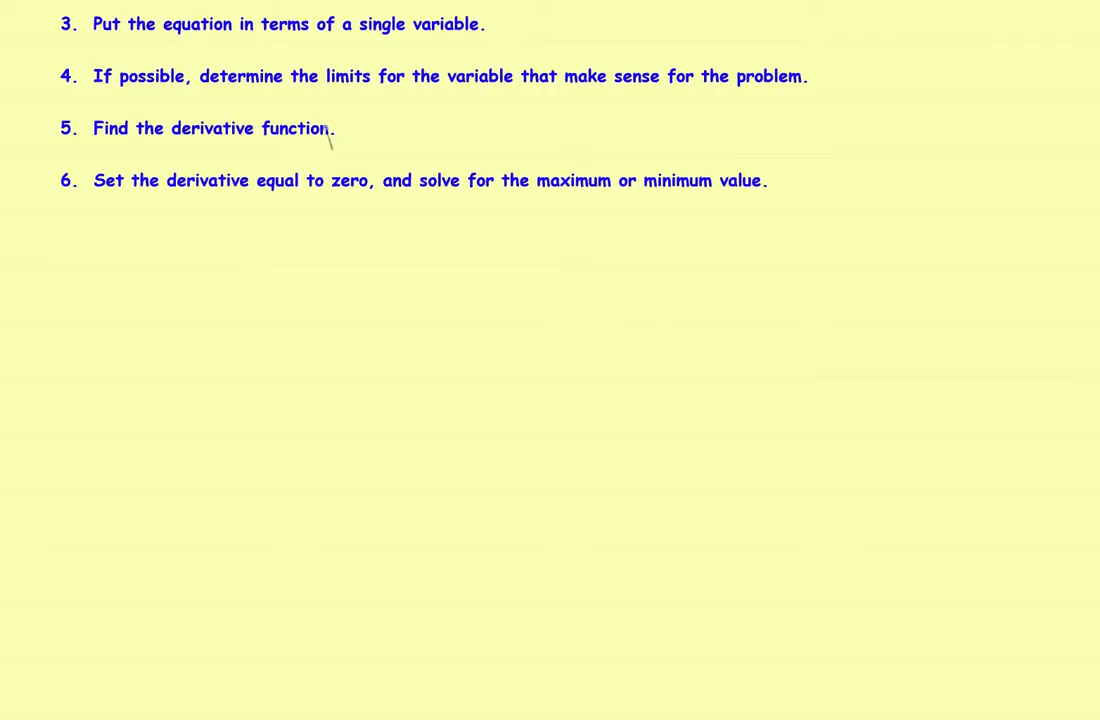 3. Put the equation in terms of a single variable.
4. If possible, determine the limits for the variable that make sense for the problem.
5. Find the derivative function.
6. Set the derivative equal to zero, and solve for the maximum or minimum value.